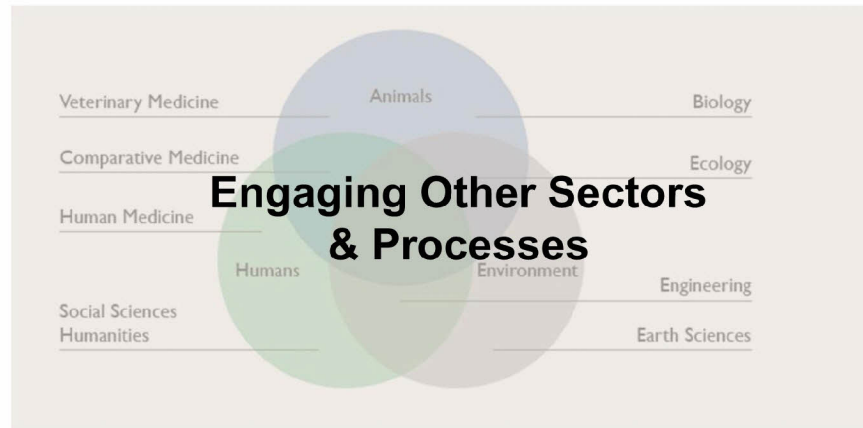 Animals
Veterinary Medicine
Biology
Comparative Medicine
Ecology
Engaging Other Sectors
& Processes
Human Medicine
Humans
Environment
Engineering
Social Sciences
Humanities
Earth Sciences